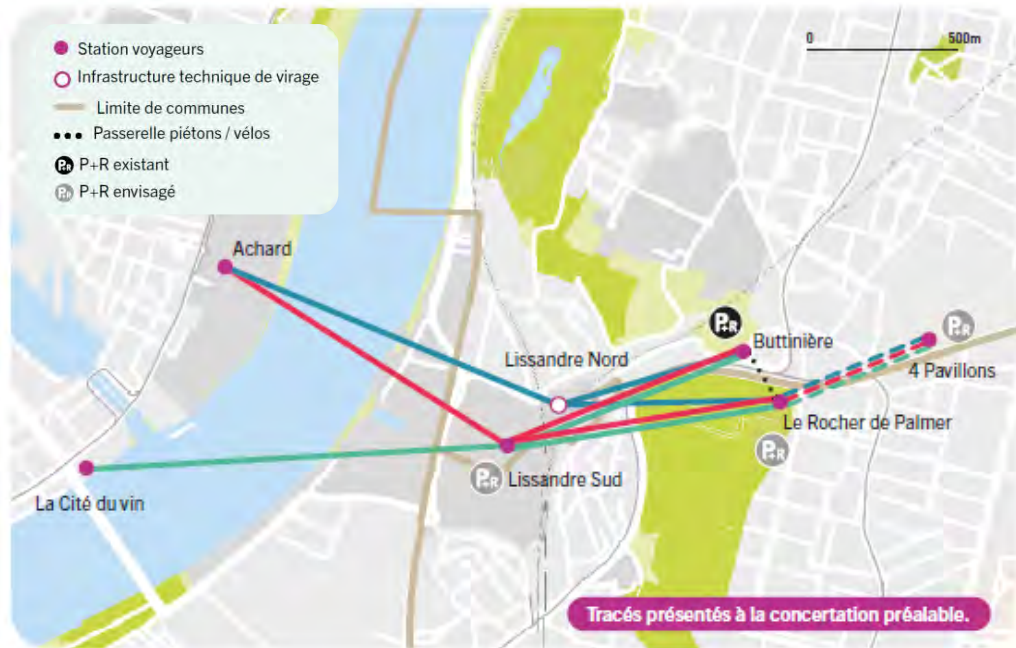 Station voyageurs
Infrastructure technique de virage
Limite de communes
Passerelle piétons / vélos
P+R P+R existant
P+R P+R envisagé
0 500m
Achard
P+R
P+R
Buttinière
Lissandre Nord
4 Pavillons
Le Rocher de Palmer
P+R
P+R Lissandre Sud
La Cité du vin
Tracés présentés à la concertation préalable.